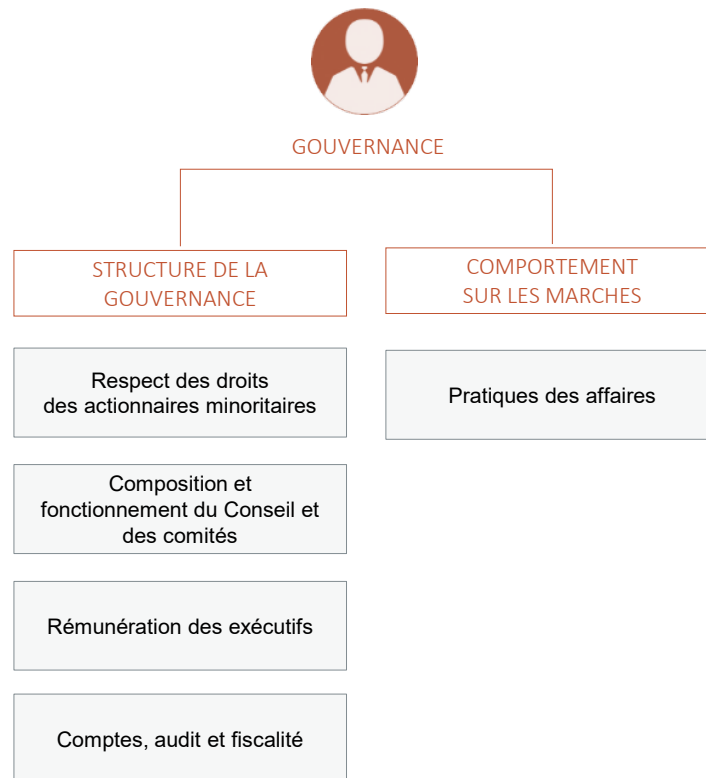 GOUVERNANCE
STRUCTURE DE LA
GOUVERNANCE
COMPORTEMENT
SUR LES MARCHES
Respect des droits
des actionnaires minoritaires
Pratiques des affaires
Composition et
fonctionnement du Conseil et
des comités
Rémunération des exécutifs
Comptes, audit et fiscalité